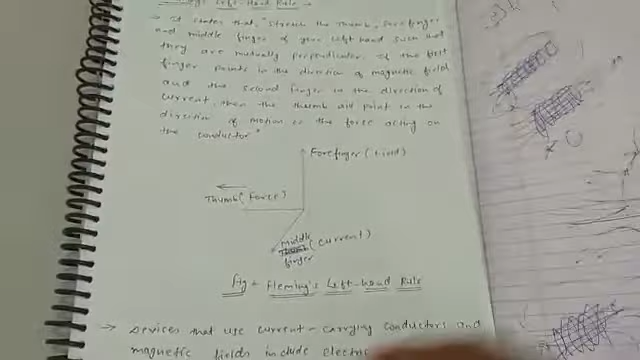 Left-Hand Rule →
→ It states that, "Stretch the thumb, forefinger
and middle finger of your left hand such that
they are mutually perpendicular. If the first
finger points in the direction of magnetic field
and the second finger in the direction of
current, then the thumb will point in the
direction of motion or the force acting on
the conductor"
Forefinger (Field)
Thumb (Force)
Middle (Current)
finger
Fig → Fleming's Left-hand Rule
→ Devices that use current-carrying conductors and
magnetic fields include electric